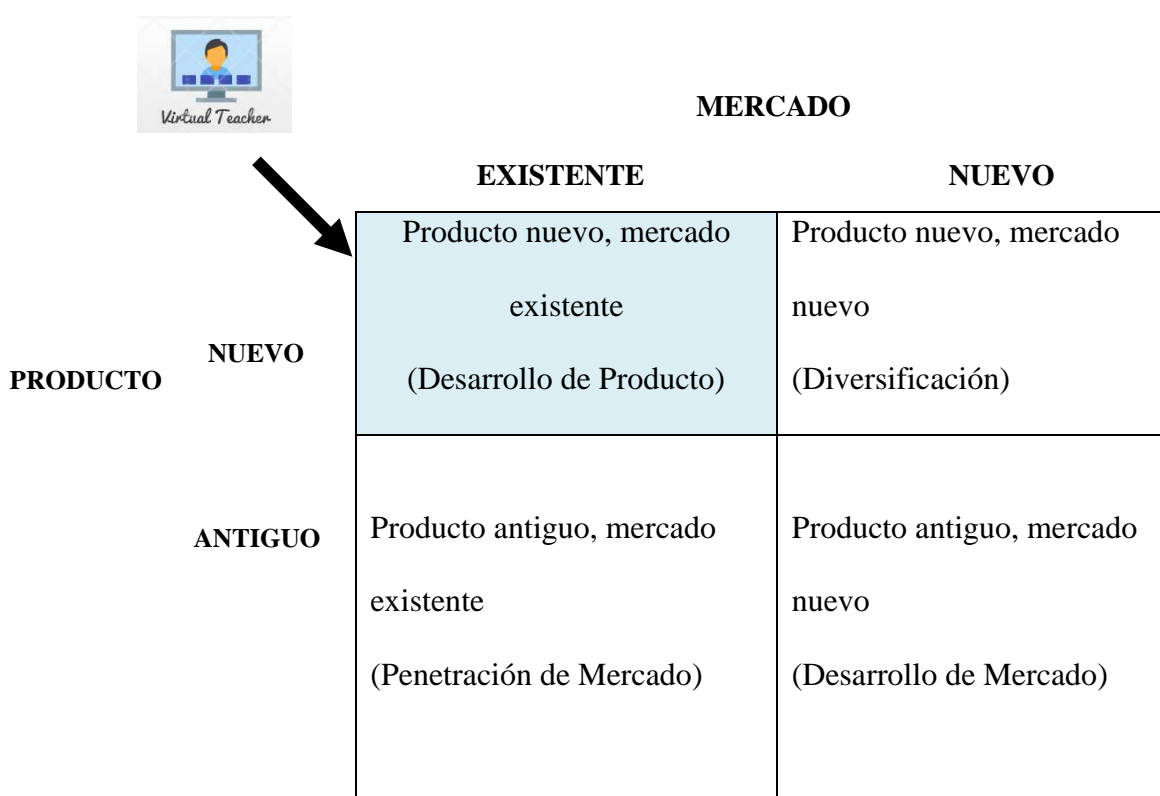 Virtual Teacher
MERCADO
EXISTENTE
NUEVO
PRODUCTO
NUEVO
Producto nuevo, mercado
existente
(Desarrollo de Producto)
Producto nuevo, mercado
nuevo
(Diversificación)
ANTIGUO
Producto antiguo, mercado
existente
(Penetración de Mercado)
Producto antiguo, mercado
nuevo
(Desarrollo de Mercado)